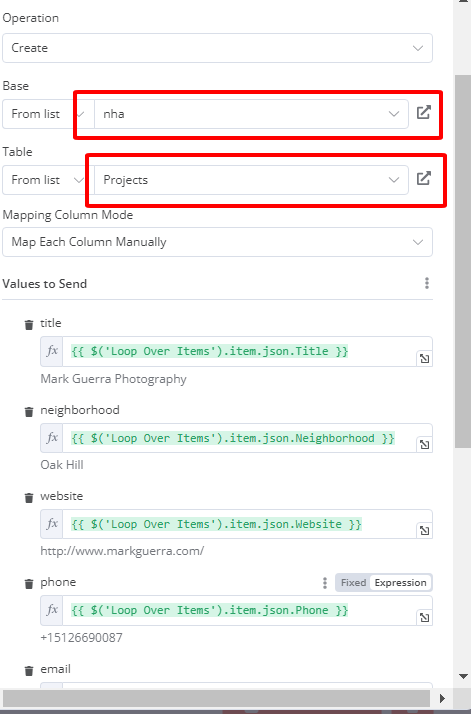 Operation
Create
Base
From list
nha
Table
From list
Projects
Mapping Column Mode
Map Each Column Manually
Values to Send
title
fx {{ $('Loop Over Items').item.json.Title }}
Mark Guerra Photography
neighborhood
fx {{ $('Loop Over Items').item.json.Neighborhood }}
Oak Hill
website
fx {{ $('Loop Over Items').item.json.Website }}
http://www.markguerra.com/
phone
Fixed Expression
fx {{ $('Loop Over Items').item.json.Phone }}
+15126690087
email